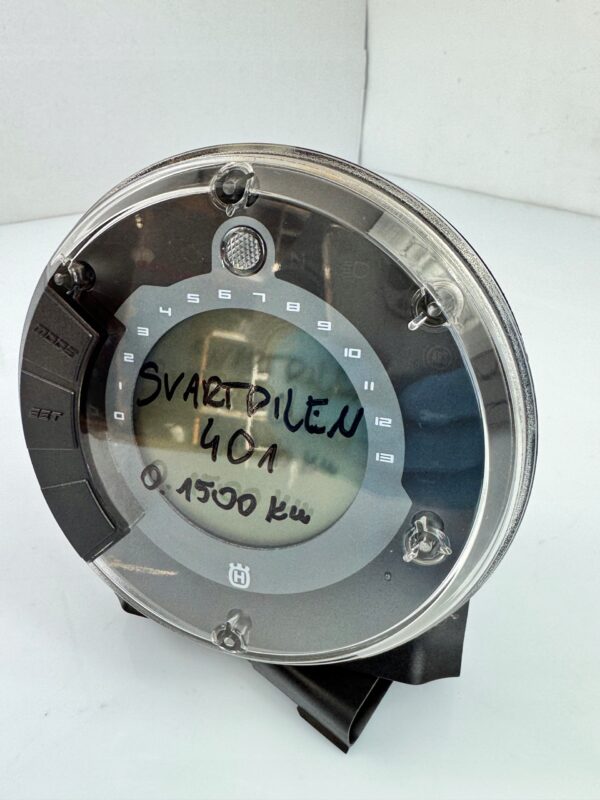 4 5 6 7 8 9
3 10
2 11
1 12
0 13
MODE
SET
SVARTPILEN
401
0.1500 Km
H